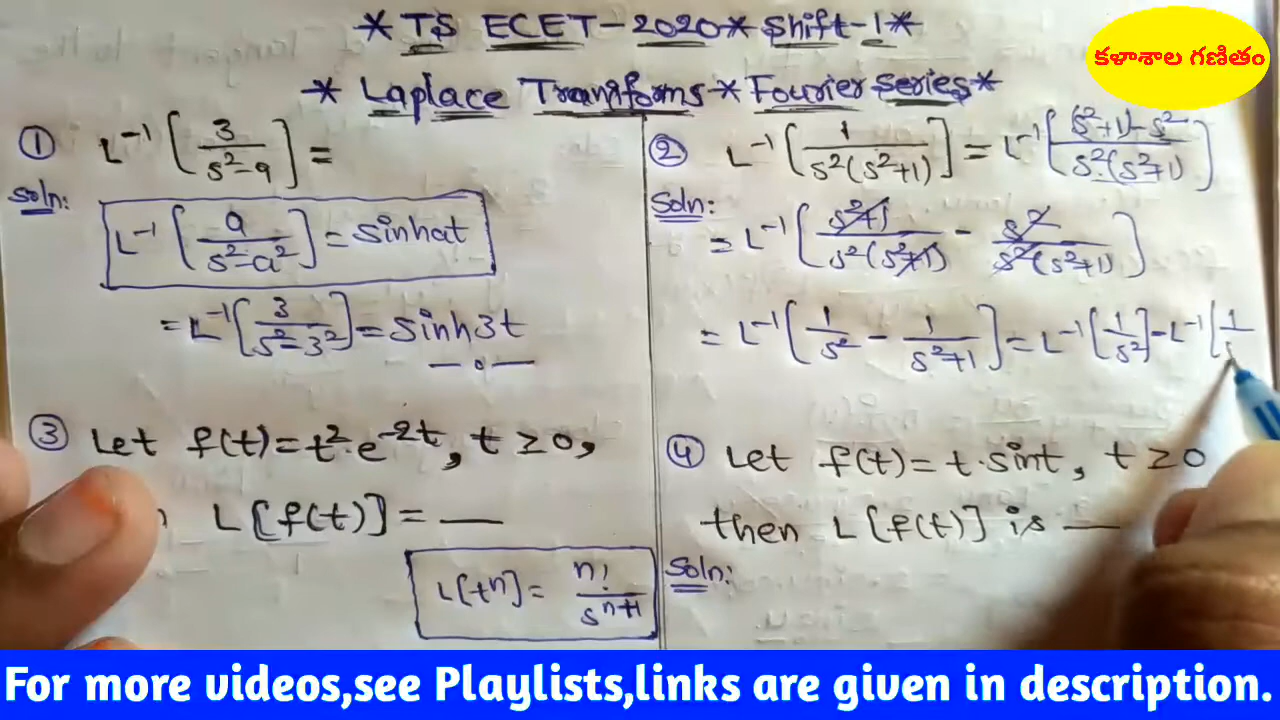 * TS ECET-2020* Shift-1*
* Laplace Transforms * Fourier Series*
కళాశాల గణితం
① L⁻¹[3/(s²-9)] =
Soln:
L⁻¹[a/(s²-a²)] = sinhat
= L⁻¹[3/(s²-3²)] = sinh3t
② L⁻¹[1/(s²(s²+1))] = L⁻¹[((s²+1)-s²)/(s²(s²+1))]
Soln:
= L⁻¹[(s²+1)/(s²(s²+1)) - s²/(s²(s²+1))]
= L⁻¹[1/s² - 1/(s²+1)] = L⁻¹[1/s²] - L⁻¹[1/
③ Let f(t)=t².e⁻²ᵗ, t≥0,
L[f(t)] = __
L[tⁿ] = n!/sⁿ⁺¹
④ Let f(t)= t.sint, t≥0
then L[f(t)] is __
Soln:
For more videos,see Playlists,links are given in description.